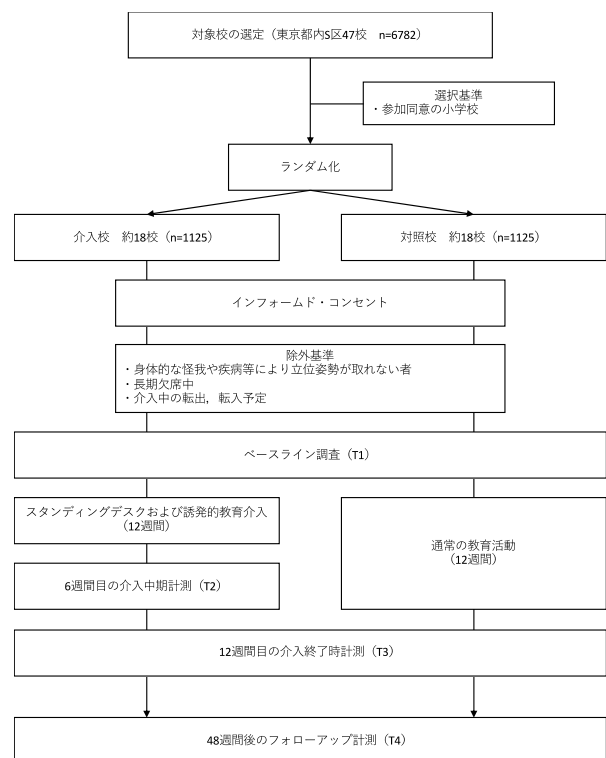 対象校の選定（東京都内S区47校　n=6782）
選択基準
・参加同意の小学校
ランダム化
介入校　約18校（n=1125）
対照校　約18校（n=1125）
インフォームド・コンセント
除外基準
・身体的な怪我や疾病等により立位姿勢が取れない者
・長期欠席中
・介入中の転出，転入予定
ベースライン調査（T1）
スタンディングデスクおよび誘発的教育介入
（12週間）
通常の教育活動
（12週間）
6週間目の介入中期計測（T2）
12週間目の介入終了時計測（T3）
48週間後のフォローアップ計測（T4）